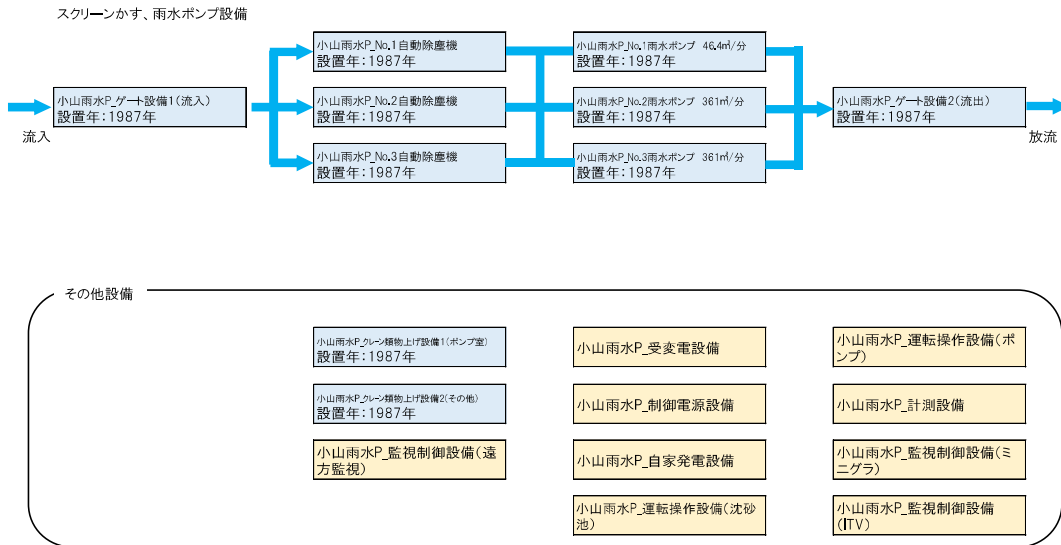 スクリーンかす、雨水ポンプ設備
小山雨水P_No.1自動除塵機
設置年：1987年
小山雨水P_No.1雨水ポンプ 46.4㎥/分
設置年：1987年
小山雨水P_ゲート設備1(流入)
設置年：1987年
小山雨水P_No.2自動除塵機
設置年：1987年
小山雨水P_No.2雨水ポンプ 361㎥/分
設置年：1987年
小山雨水P_ゲート設備2(流出)
設置年：1987年
流入
放流
小山雨水P_No.3自動除塵機
設置年：1987年
小山雨水P_No.3雨水ポンプ 361㎥/分
設置年：1987年
その他設備
小山雨水P_クレーン類物上げ設備1(ポンプ室)
設置年：1987年
小山雨水P_受変電設備
小山雨水P_運転操作設備(ポ
ンプ)
小山雨水P_クレーン類物上げ設備2(その他)
設置年：1987年
小山雨水P_制御電源設備
小山雨水P_計測設備
小山雨水P_監視制御設備(遠
方監視)
小山雨水P_自家発電設備
小山雨水P_監視制御設備(ミ
ニグラ)
小山雨水P_運転操作設備(沈砂
池)
小山雨水P_監視制御設備
(ITV)